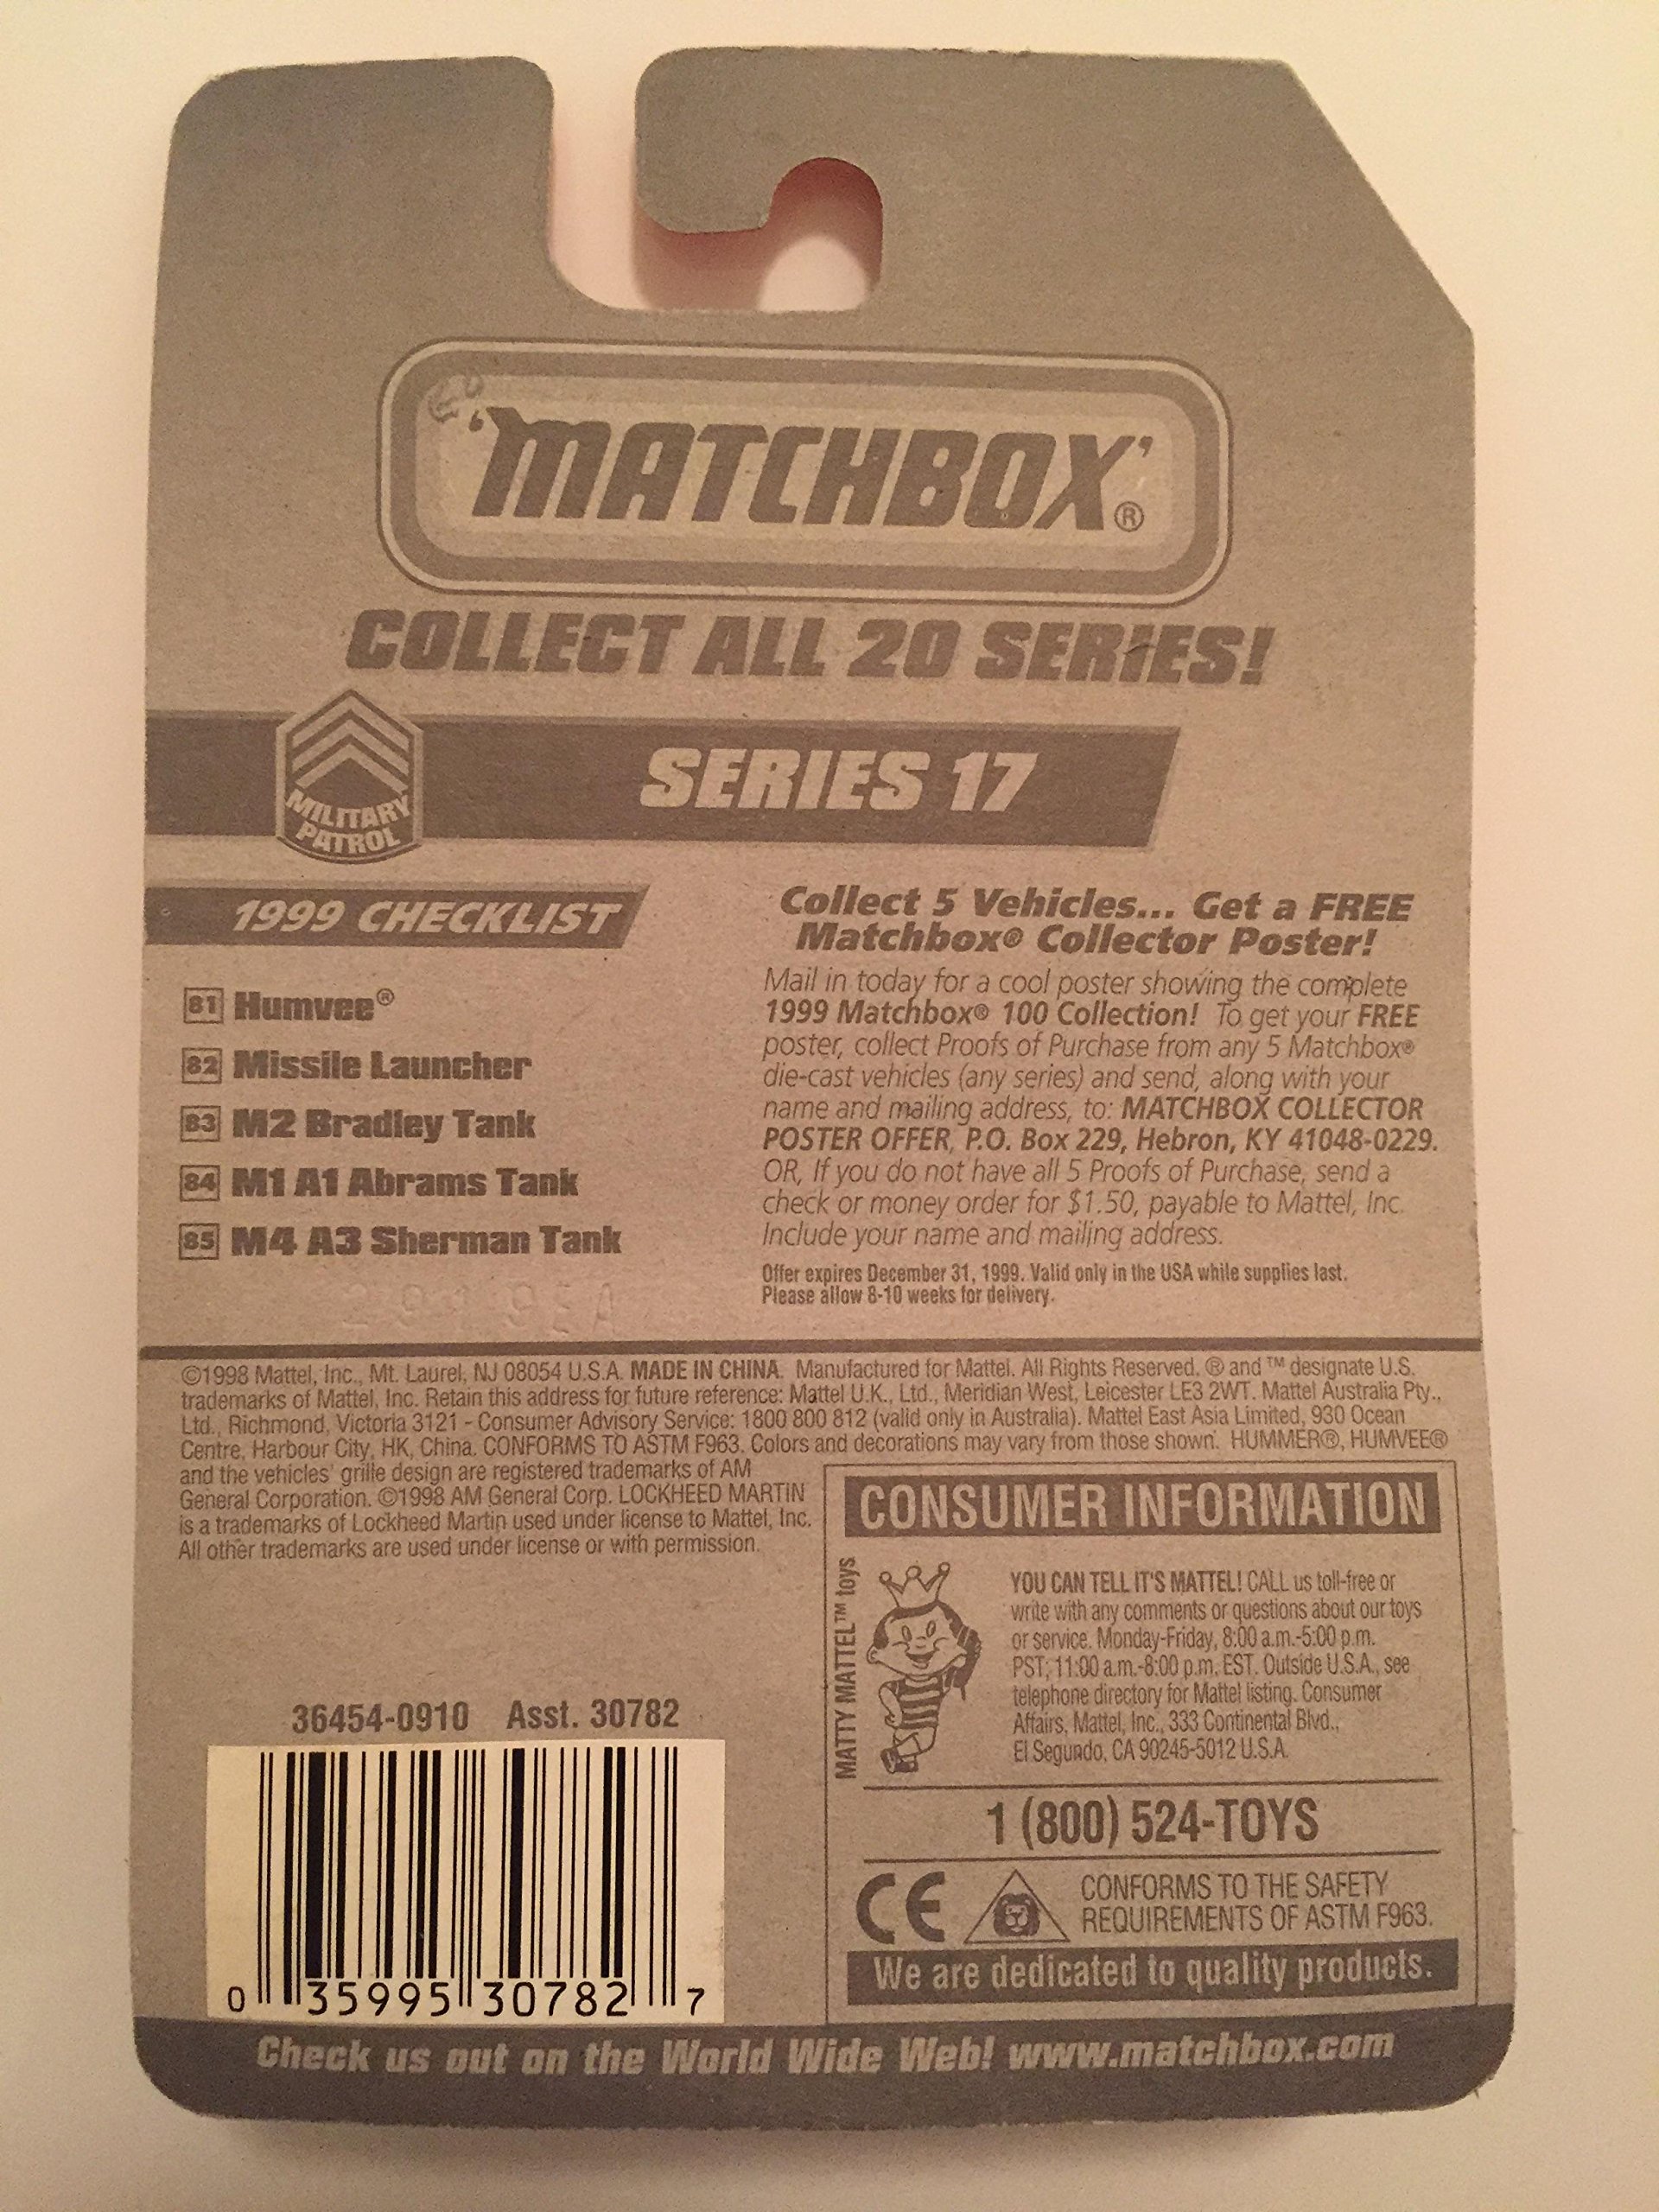 'MATCHBOX'®
COLLECT ALL 20 SERIES!
MILITARY
PATROL
SERIES 17
1999 CHECKLIST
81 Humvee®
82 Missile Launcher
83 M2 Bradley Tank
84 M1 A1 Abrams Tank
85 M4 A3 Sherman Tank
Collect 5 Vehicles... Get a FREE
Matchbox® Collector Poster!
Mail in today for a cool poster showing the complete
1999 Matchbox® 100 Collection! To get your FREE
poster, collect Proofs of Purchase from any 5 Matchbox®
die-cast vehicles (any series) and send, along with your
name and mailing address, to: MATCHBOX COLLECTOR
POSTER OFFER, P.O. Box 229, Hebron, KY 41048-0229.
OR, If you do not have all 5 Proofs of Purchase, send a
check or money order for $1.50, payable to Mattel, Inc.
Include your name and mailing address.
Offer expires December 31, 1999. Valid only in the USA while supplies last.
Please allow 8-10 weeks for delivery.
©1998 Mattel, Inc., Mt. Laurel, NJ 08054 U.S.A. MADE IN CHINA. Manufactured for Mattel. All Rights Reserved. ® and ™ designate U.S.
trademarks of Mattel, Inc. Retain this address for future reference: Mattel U.K., Ltd., Meridian West, Leicester LE3 2WT. Mattel Australia Pty.,
Ltd., Richmond, Victoria 3121 - Consumer Advisory Service: 1800 800 812 (valid only in Australia). Mattel East Asia Limited, 930 Ocean
Centre, Harbour City, HK, China. CONFORMS TO ASTM F963. Colors and decorations may vary from those shown. HUMMER®, HUMVEE®
and the vehicles' grille design are registered trademarks of AM
General Corporation. ©1998 AM General Corp. LOCKHEED MARTIN
is a trademarks of Lockheed Martin used under license to Mattel, Inc.
All other trademarks are used under license or with permission.
36454-0910 Asst. 30782
0 35995 30782 7
CONSUMER INFORMATION
MATTY MATTEL™ toys
YOU CAN TELL IT'S MATTEL! CALL us toll-free or
write with any comments or questions about our toys
or service. Monday-Friday, 8:00 a.m.-5:00 p.m.
PST; 11:00 a.m.-8:00 p.m. EST. Outside U.S.A., see
telephone directory for Mattel listing. Consumer
Affairs, Mattel, Inc., 333 Continental Blvd.,
El Segundo, CA 90245-5012 U.S.A.
1 (800) 524-TOYS
CE
CONFORMS TO THE SAFETY
REQUIREMENTS OF ASTM F963.
We are dedicated to quality products.
Check us out on the World Wide Web! www.matchbox.com